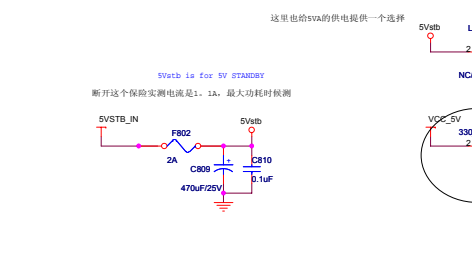 这里也给5VA的供电提供一个选择
5Vstb
L
2
5Vstb is for 5V STANDBY
NC/
断开这个保险实测电流是1。1A，最大功耗时候测
5VSTB_IN
5Vstb
VCC_5V
F802
330
2
2A
C810
C809
+
0.1uF
470uF/25V